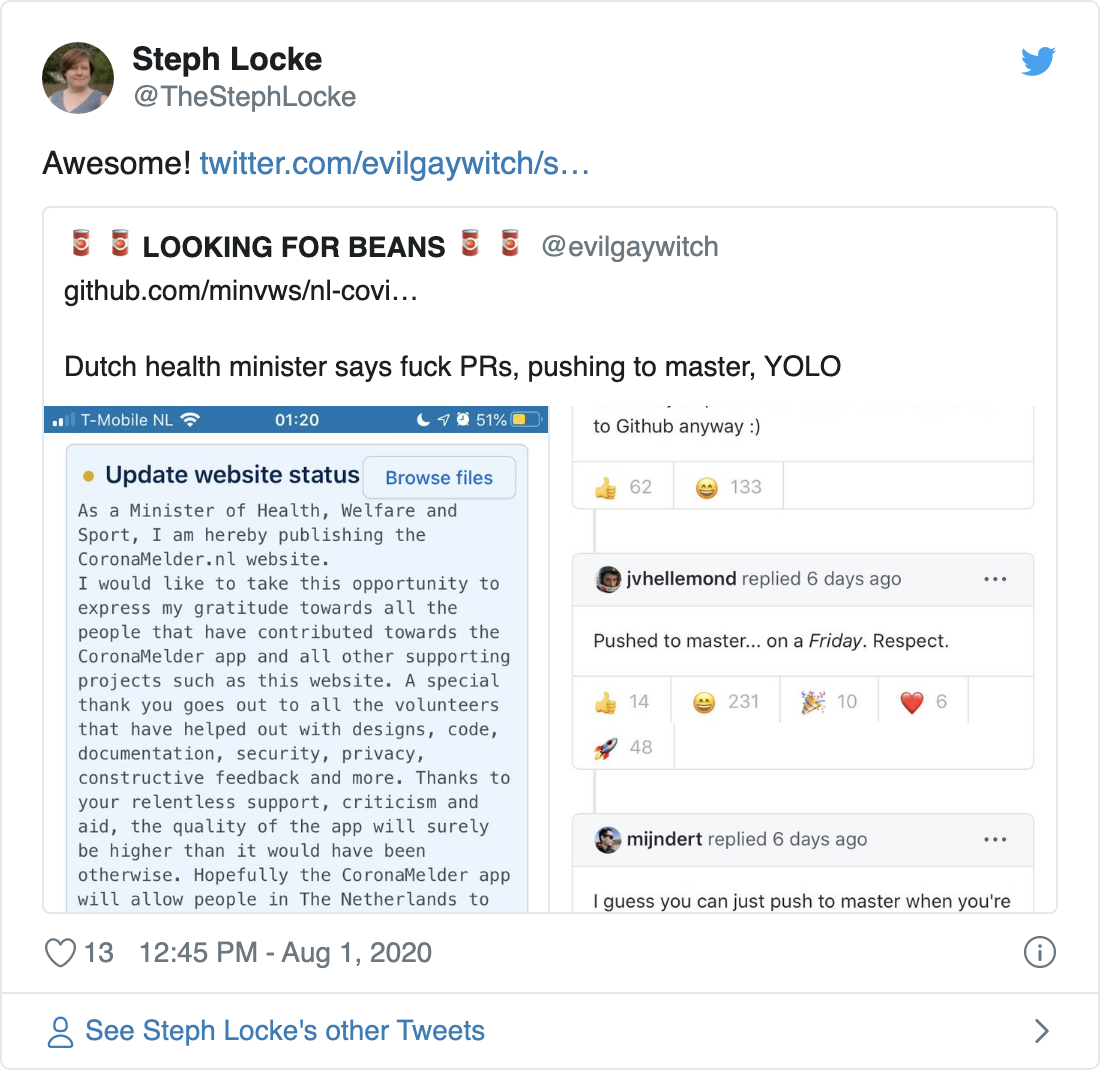 Steph Locke
@TheStephLocke
Awesome! twitter.com/evilgaywitch/s…
🥫 🥫 LOOKING FOR BEANS 🥫 🥫 @evilgaywitch
github.com/minvws/nl-covi…
Dutch health minister says fuck PRs, pushing to master, YOLO
T-Mobile NL 01:20 51%
Update website status Browse files
As a Minister of Health, Welfare and
Sport, I am hereby publishing the
CoronaMelder.nl website.
I would like to take this opportunity to
express my gratitude towards all the
people that have contributed towards the
CoronaMelder app and all other supporting
projects such as this website. A special
thank you goes out to all the volunteers
that have helped out with designs, code,
documentation, security, privacy,
constructive feedback and more. Thanks to
your relentless support, criticism and
aid, the quality of the app will surely
be higher than it would have been
otherwise. Hopefully the CoronaMelder app
will allow people in The Netherlands to
to Github anyway :)
👍 62 😄 133
jvhellemond replied 6 days ago
Pushed to master... on a Friday. Respect.
👍 14 😄 231 🎉 10 ❤️ 6
🚀 48
mijndert replied 6 days ago
I guess you can just push to master when you're
13 12:45 PM - Aug 1, 2020
See Steph Locke's other Tweets